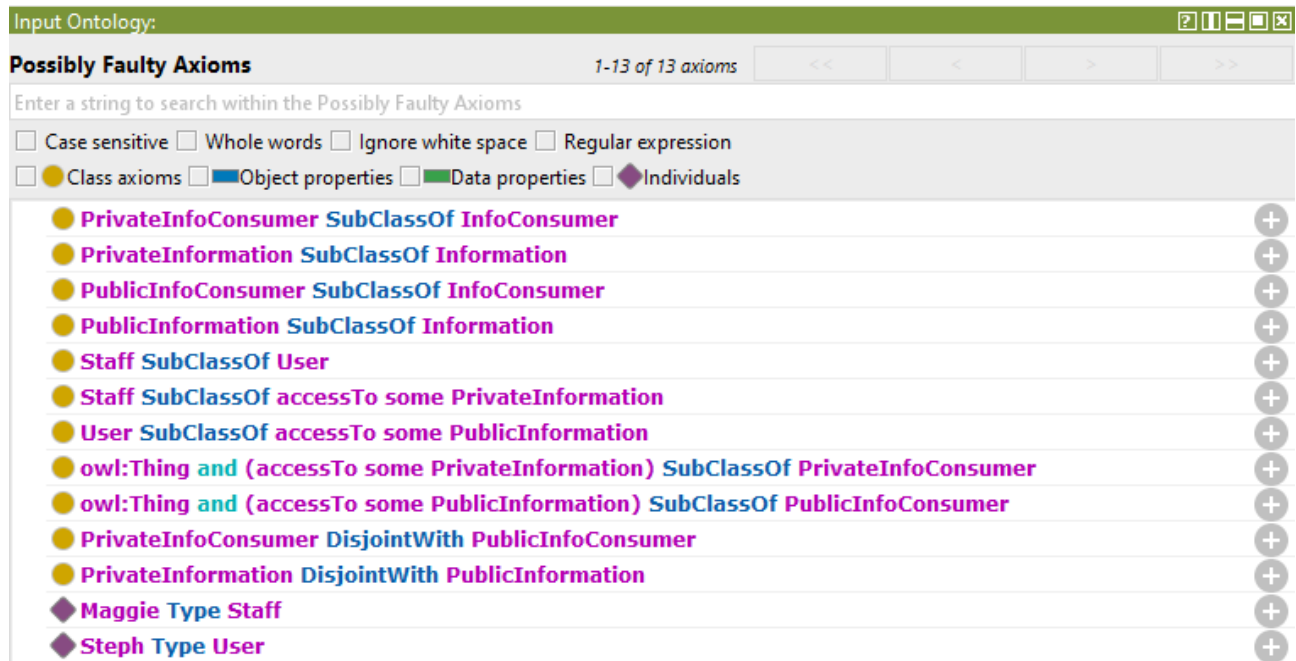 Input Ontology:
Possibly Faulty Axioms 1-13 of 13 axioms << < > >>
Enter a string to search within the Possibly Faulty Axioms
Case sensitive Whole words Ignore white space Regular expression
Class axioms Object properties Data properties Individuals
PrivateInfoConsumer SubClassOf InfoConsumer
PrivateInformation SubClassOf Information
PublicInfoConsumer SubClassOf InfoConsumer
PublicInformation SubClassOf Information
Staff SubClassOf User
Staff SubClassOf accessTo some PrivateInformation
User SubClassOf accessTo some PublicInformation
owl:Thing and (accessTo some PrivateInformation) SubClassOf PrivateInfoConsumer
owl:Thing and (accessTo some PublicInformation) SubClassOf PublicInfoConsumer
PrivateInfoConsumer DisjointWith PublicInfoConsumer
PrivateInformation DisjointWith PublicInformation
Maggie Type Staff
Steph Type User